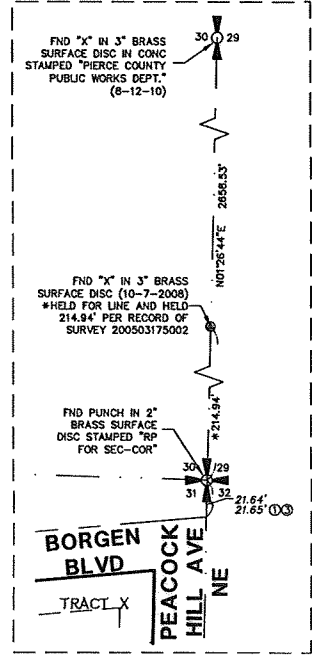 FND "X" IN 3" BRASS
SURFACE DISC IN CONC
STAMPED "PIERCE COUNTY
PUBLIC WORKS DEPT."
(8-12-10)
30 29
2658.53'
N01°26'44"E
FND "X" IN 3" BRASS
SURFACE DISC (10-7-2008)
*HELD FOR LINE AND HELD
214.94' PER RECORD OF
SURVEY 200503175002
*214.94'
FND PUNCH IN 2"
BRASS SURFACE
DISC STAMPED "RP
FOR SEC-COR"
30 29
31 32
21.64'
21.65' ①③
BORGEN
BLVD
TRACT X
PEACOCK
HILL AVE
NE